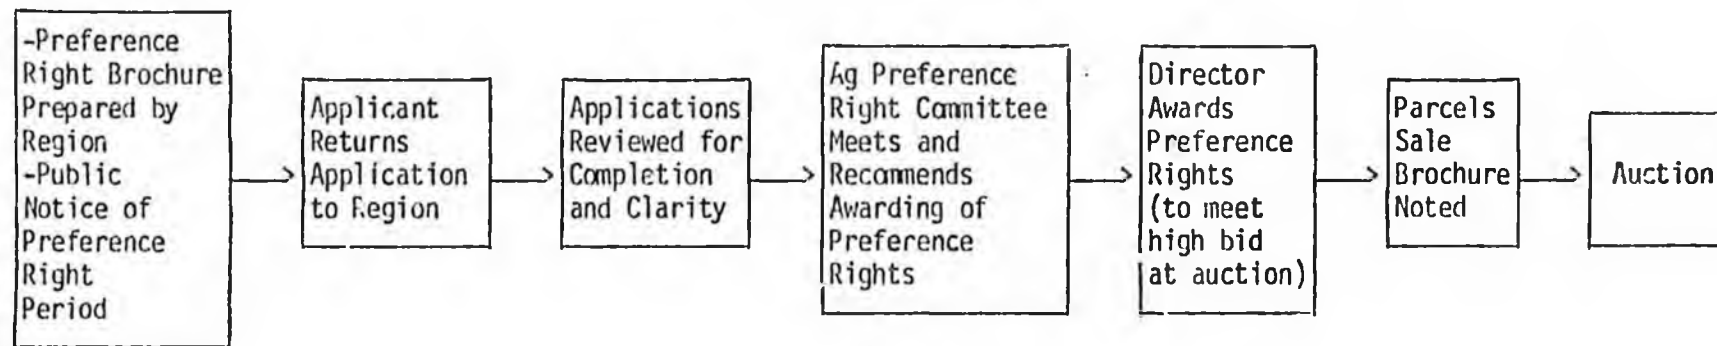 -Preference
Right Brochure
Prepared by
Region
-Public
Notice of
Preference
Right
Period
Applicant
Returns
Application
to Region
Applications
Reviewed for
Completion
and Clarity
Ag Preference
Right Committee
Meets and
Recommends
Awarding of
Preference
Rights
Director
Awards
Preference
Rights
(to meet
high bid
at auction)
Parcels
Sale
Brochure
Noted
Auction